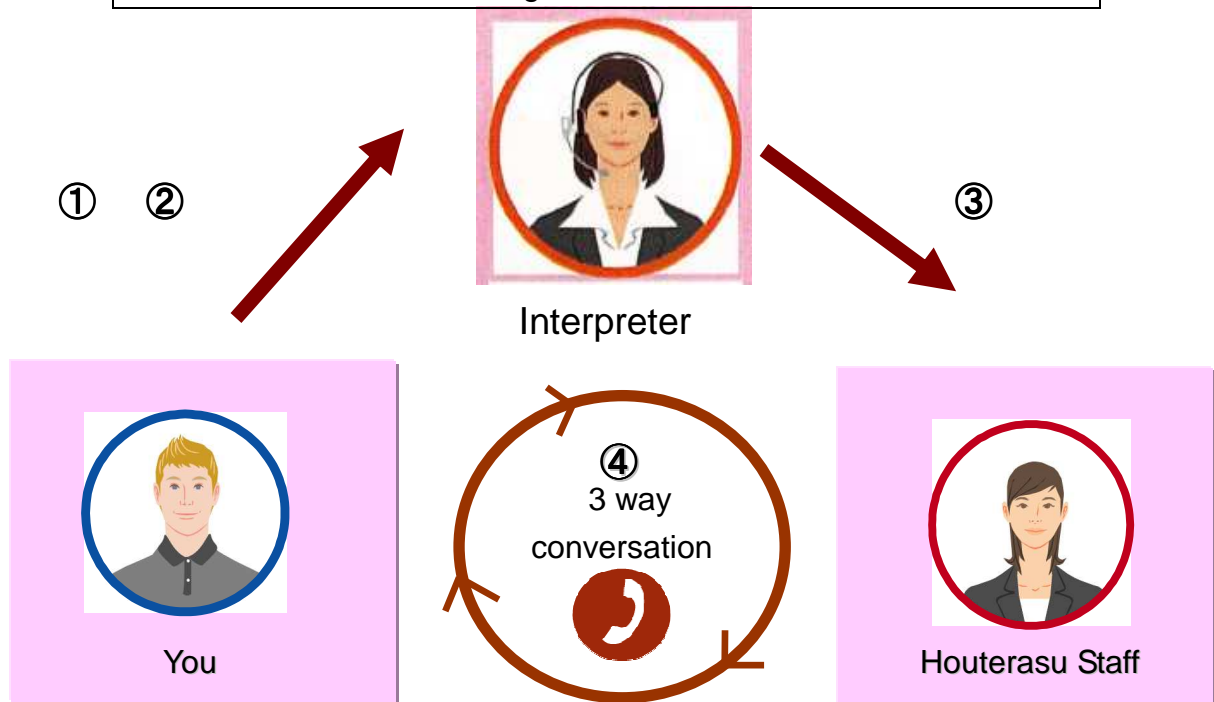 ① ②
③
Interpreter
④
3 way
conversation
You
Houterasu Staff